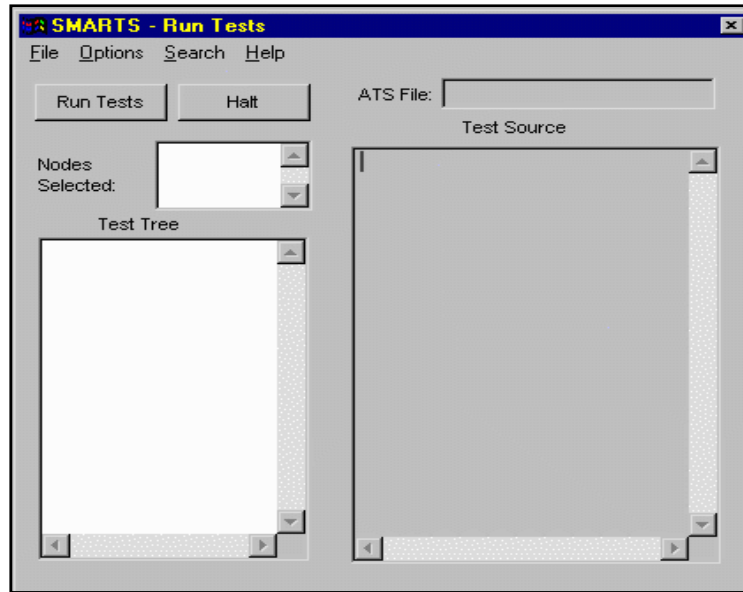 SMARTS - Run Tests
File Options Search Help
Run Tests Halt
ATS File:
Test Source
Nodes
Selected:
Test Tree